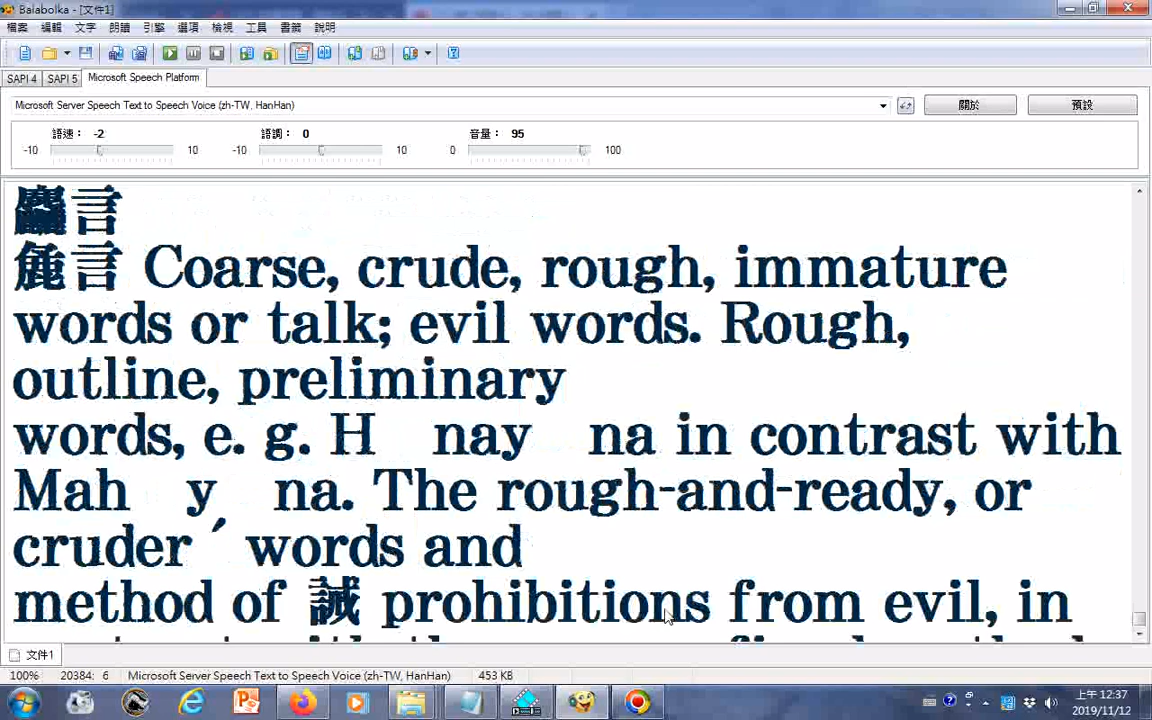 Balabolka - [文件1]
檔案 編輯 文字 朗讀 引擎 選項 檢視 工具 書籤 說明
SAPI 4 SAPI 5 Microsoft Speech Platform
Microsoft Server Speech Text to Speech Voice (zh-TW, HanHan) 關於 預設
語速： -2 語調： 0 音量： 95
-10 10 -10 10 0 100
麤言
麁言 Coarse, crude, rough, immature
words or talk; evil words. Rough,
outline, preliminary
words, e. g. H nay na in contrast with
Mah y na. The rough-and-ready, or
cruder ˊ words and
method of 誡 prohibitions from evil, in
文件1
100% 20384: 6 Microsoft Server Speech Text to Speech Voice (zh-TW, HanHan) 453 KB
上午 12:37
2019/11/12